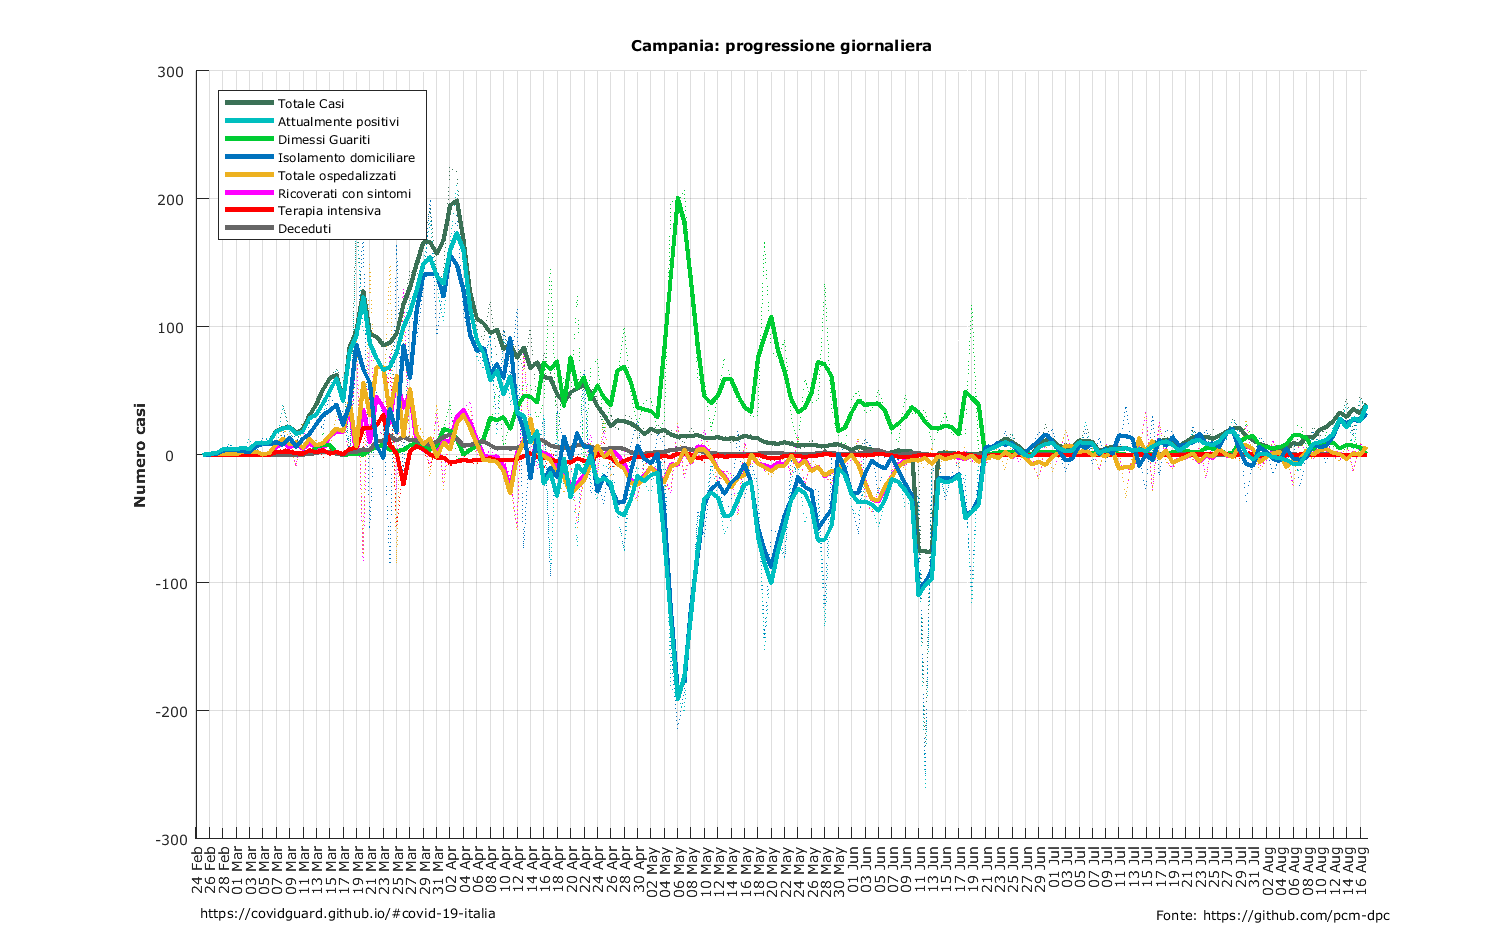 Campania: progressione giornaliera
300
200
100
0
-100
-200
-300
Numero casi
Totale Casi
Attualmente positivi
Dimessi Guariti
Isolamento domiciliare
Totale ospedalizzati
Ricoverati con sintomi
Terapia intensiva
Deceduti
24 Feb
26 Feb
28 Feb
01 Mar
03 Mar
05 Mar
07 Mar
09 Mar
11 Mar
13 Mar
15 Mar
17 Mar
19 Mar
21 Mar
23 Mar
25 Mar
27 Mar
29 Mar
31 Mar
02 Apr
04 Apr
06 Apr
08 Apr
10 Apr
12 Apr
14 Apr
16 Apr
18 Apr
20 Apr
22 Apr
24 Apr
26 Apr
28 Apr
30 Apr
02 May
04 May
06 May
08 May
10 May
12 May
14 May
16 May
18 May
20 May
22 May
24 May
26 May
28 May
30 May
01 Jun
03 Jun
05 Jun
07 Jun
09 Jun
11 Jun
13 Jun
15 Jun
17 Jun
19 Jun
21 Jun
23 Jun
25 Jun
27 Jun
29 Jun
01 Jul
03 Jul
05 Jul
07 Jul
09 Jul
11 Jul
13 Jul
15 Jul
17 Jul
19 Jul
21 Jul
23 Jul
25 Jul
27 Jul
29 Jul
31 Jul
02 Aug
04 Aug
06 Aug
08 Aug
10 Aug
12 Aug
14 Aug
16 Aug
https://covidguard.github.io/#covid-19-italia
Fonte: https://github.com/pcm-dpc